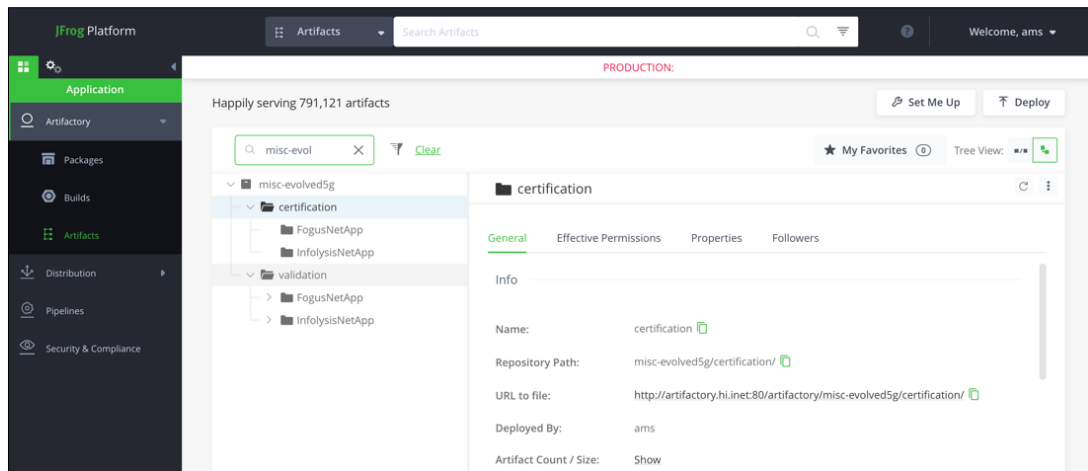 JFrog Platform
Artifacts
Search Artifacts
?
Welcome, ams
PRODUCTION:
Application
Happily serving 791,121 artifacts
Set Me Up
Deploy
Artifactory
misc-evol
Clear
My Favorites (0)
Tree View:
Packages
misc-evolved5g
certification
certification
Builds
FogusNetApp
General Effective Permissions Properties Followers
Artifacts
InfolysisNetApp
Distribution
validation
Info
FogusNetApp
Pipelines
InfolysisNetApp
Name: certification
Security & Compliance
Repository Path: misc-evolved5g/certification/
URL to file: http://artifactory.hi.inet:80/artifactory/misc-evolved5g/certification/
Deployed By: ams
Artifact Count / Size: Show